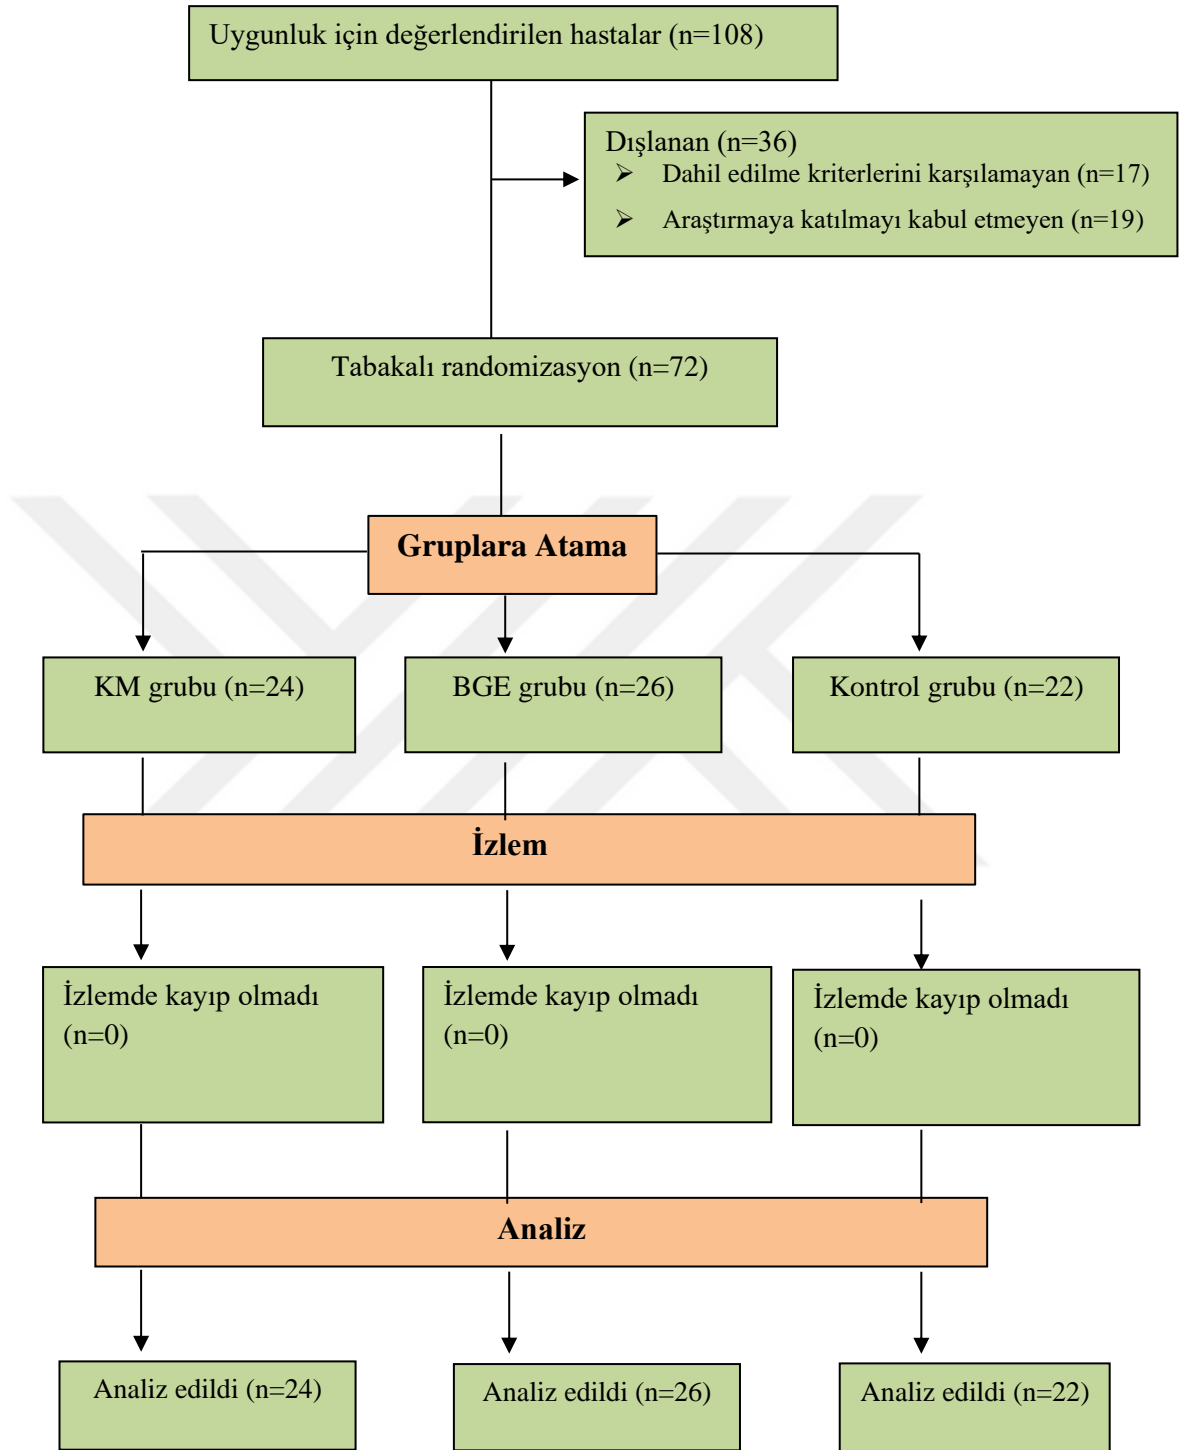 Uygunluk için değerlendirilen hastalar (n=108)
Dışlanan (n=36)
➢ Dahil edilme kriterlerini karşılamayan (n=17)
➢ Araştırmaya katılmayı kabul etmeyen (n=19)
Tabakalı randomizasyon (n=72)
Gruplara Atama
KM grubu (n=24)
BGE grubu (n=26)
Kontrol grubu (n=22)
İzlem
İzlemde kayıp olmadı
(n=0)
İzlemde kayıp olmadı
(n=0)
İzlemde kayıp olmadı
(n=0)
Analiz
Analiz edildi (n=24)
Analiz edildi (n=26)
Analiz edildi (n=22)